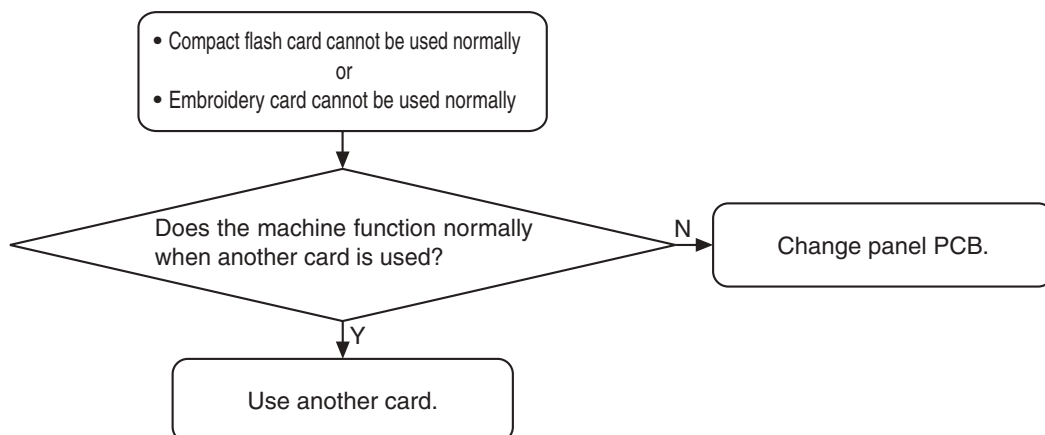 • Compact flash card cannot be used normally
or
• Embroidery card cannot be used normally
Does the machine function normally
when another card is used?
N
Change panel PCB.
Y
Use another card.